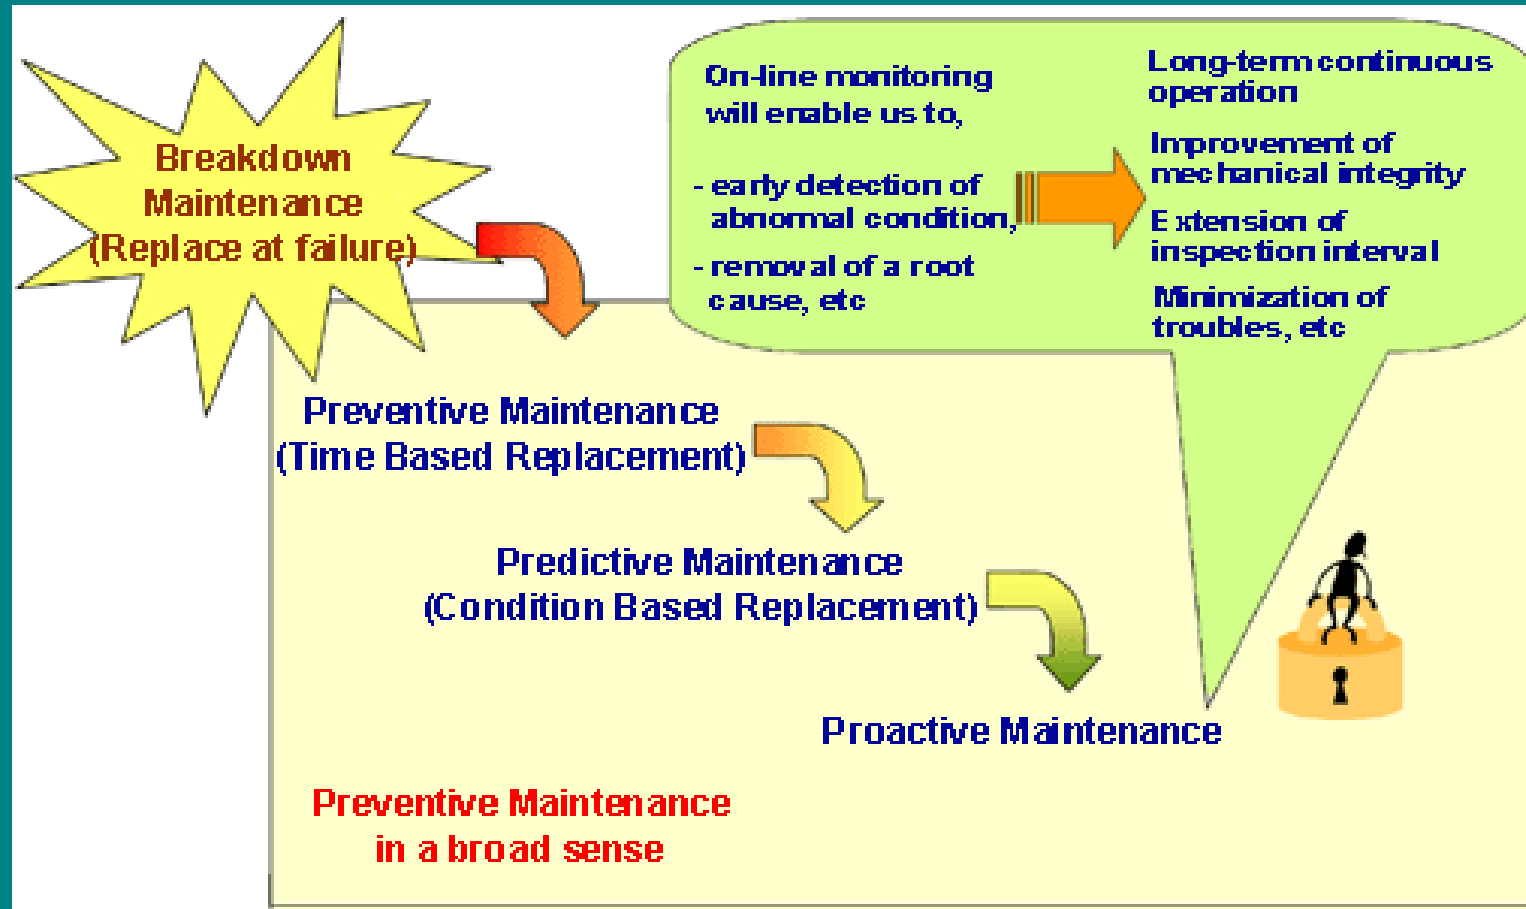 Breakdown
Maintenance
(Replace at failure)
On-line monitoring
will enable us to,
- early detection of
abnormal condition,
- removal of a root
cause, etc
Long-term continuous
operation
Improvement of
mechanical integrity
Extension of
inspection interval
Minimization of
troubles, etc
Preventive Maintenance
(Time Based Replacement)
Predictive Maintenance
(Condition Based Replacement)
Proactive Maintenance
Preventive Maintenance
in a broad sense